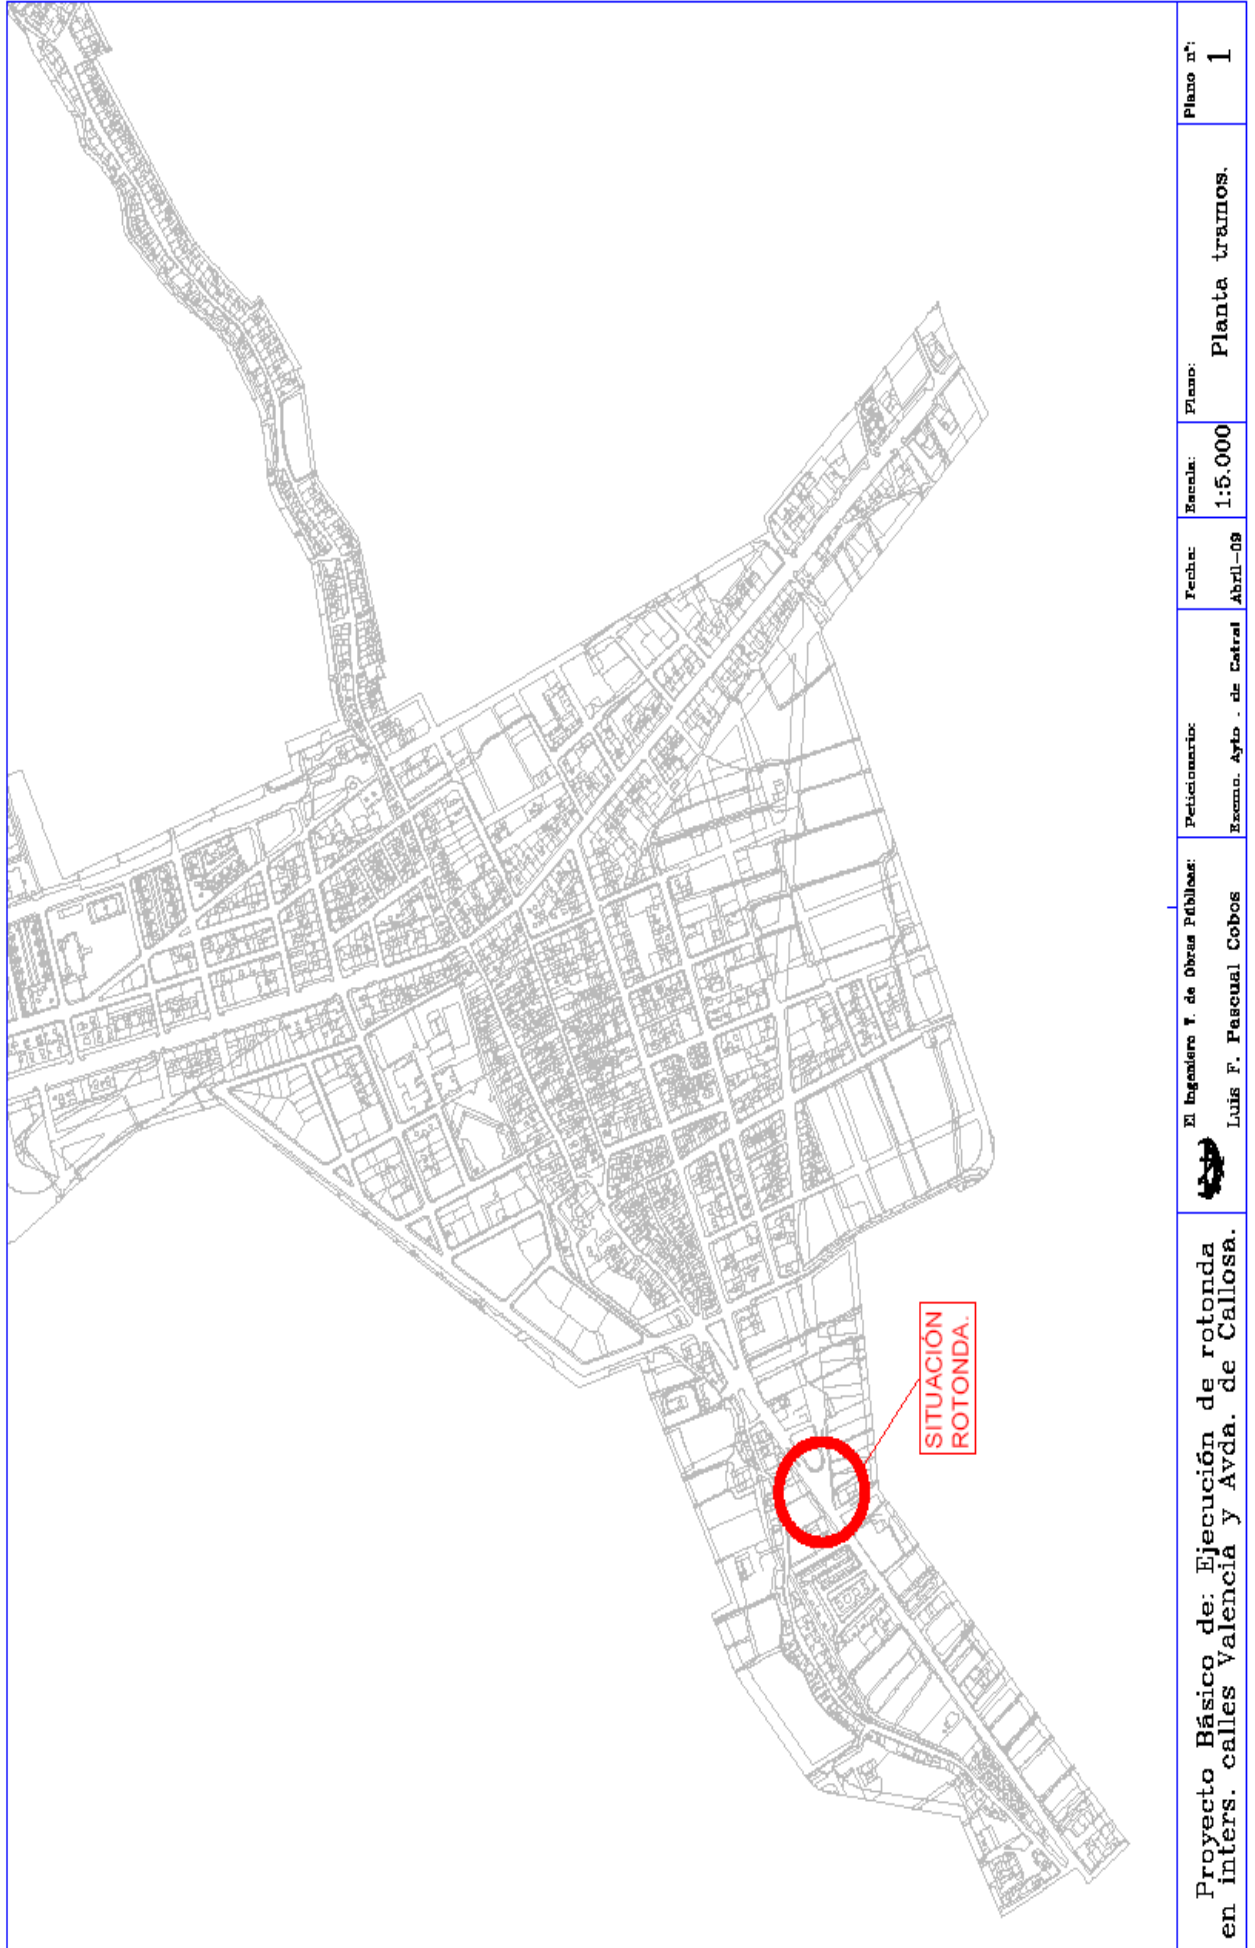 SITUACIÓN
ROTONDA.
Proyecto Básico de: Ejecución de rotonda
en inters. calles Valencia y Avda. de Callosa.
El Ingeniero T. de Obras Públicas:
Luis F. Pascual Cobos
Peticionario:
Excmo. Ayto . de Catral
Fecha:
Abril-09
Escala:
1:5.000
Plano:
Planta tramos.
Plano nº:
1